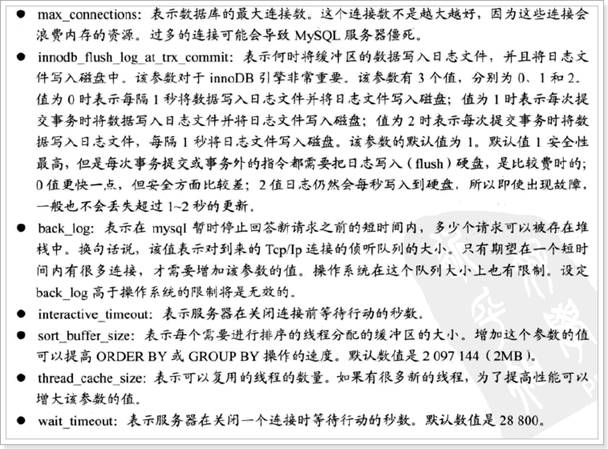 ● max_connections：表示数据库的最大连接数。这个连接数不是越大越好，因为这些连接会
浪费内存的资源。过多的连接可能会导致 MySQL 服务器僵死。
● innodb_flush_log_at_trx_commit：表示何时将缓冲区的数据写入日志文件，并且将日志文
件写入磁盘中。该参数对于 innoDB 引擎非常重要。该参数有 3 个值，分别为 0、1 和 2。
值为 0 时表示每隔 1 秒将数据写入日志文件并将日志文件写入磁盘；值为 1 时表示每次提
交事务时将数据写入日志文件并将日志文件写入磁盘；值为 2 时表示每次提交事务时将数
据写入日志文件，每隔 1 秒将日志文件写入磁盘。该参数的默认值为 1。默认值 1 安全性
最高，但是每次事务提交或事务外的指令都需要把日志写入（flush）硬盘，是比较费时的；
0 值更快一点，但安全方面比较差；2 值日志仍然会每秒写入到硬盘，所以即使出现故障，
一般也不会丢失超过 1~2 秒的更新。
● back_log：表示在 mysql 暂时停止回答新请求之前的短时间内，多少个请求可以被存在堆
栈中。换句话说，该值表示对到来的 Tcp/Ip 连接的侦听队列的大小。只有期望在一个短时
间内有很多连接，才需要增加该参数的值。操作系统在这个队列大小上也有限制。设定
back_log 高于操作系统的限制将是无效的。
● interactive_timeout：表示服务器在关闭连接前等待行动的秒数。
● sort_buffer_size：表示每个需要进行排序的线程分配的缓冲区的大小。增加这个参数的值
可以提高 ORDER BY 或 GROUP BY 操作的速度。默认数值是 2 097 144（2MB）。
● thread_cache_size：表示可以复用的线程的数量。如果有很多新的线程，为了提高性能可以
增大该参数的值。
● wait_timeout：表示服务器在关闭一个连接时等待行动的秒数。默认数值是 28 800。